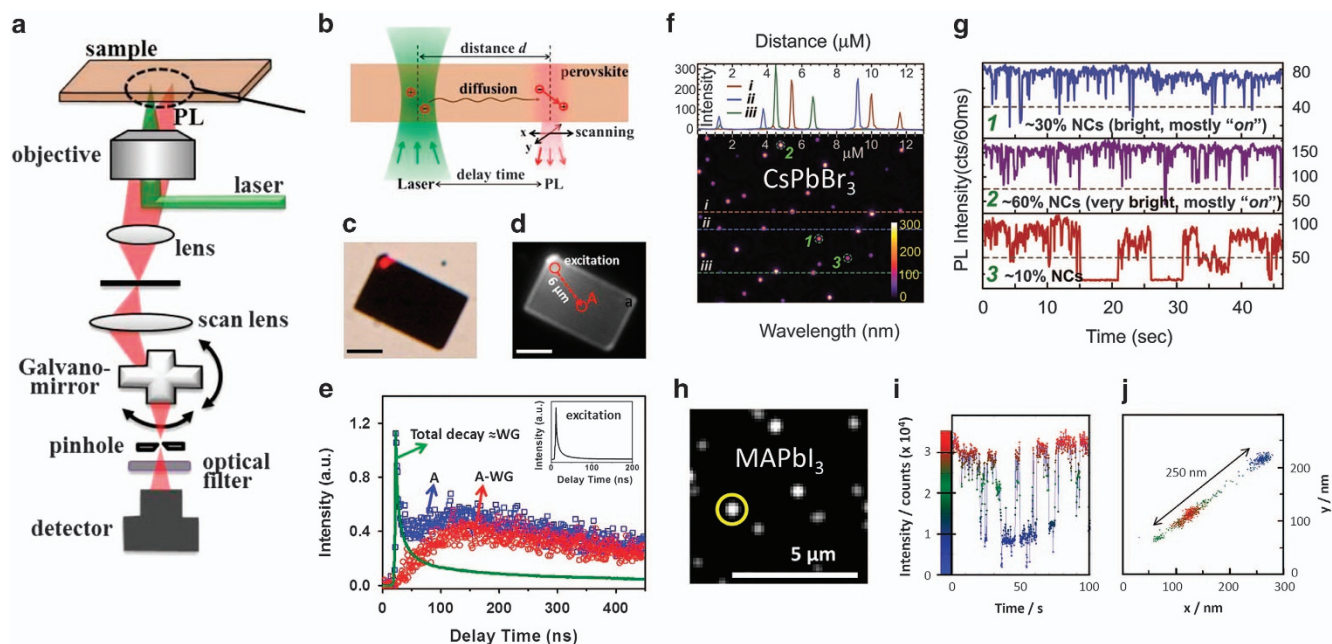 a
sample
PL
objective
laser
lens
scan lens
Galvano-
mirror
pinhole
optical
filter
detector
b
distance d
perovskite
diffusion
x
y
scanning
Laser
delay time
PL
c
d
excitation
6 µm
A
a
e
Intensity (a.u.)
1.2
0.8
0.4
0.0
Total decay ≈WG
A
A-WG
Intensity (a.u.)
excitation
0 100 200
Delay Time (ns)
0 100 200 300 400
Delay Time (ns)
f
Distance (µM)
2 4 6 8 10 12
Intensity
300
200
100
0
i
ii
iii
2 4 6 8 10 12
µM
CsPbBr3
2
i
ii
1
3
iii
300
200
100
0
Wavelength (nm)
g
PL Intensity(cts/60ms)
80
40
1 ~30% NCs (bright, mostly “on”)
150
100
50
2 ~60% NCs (very bright, mostly “on”)
100
50
3 ~10% NCs
0 10 20 30 40
Time (sec)
h
MAPbI3
5 µm
i
Intensity / counts (x 10⁴)
3
2
1
0
0 50 100
Time / s
j
250 nm
y / nm
200
100
0
0 100 200 300
x / nm